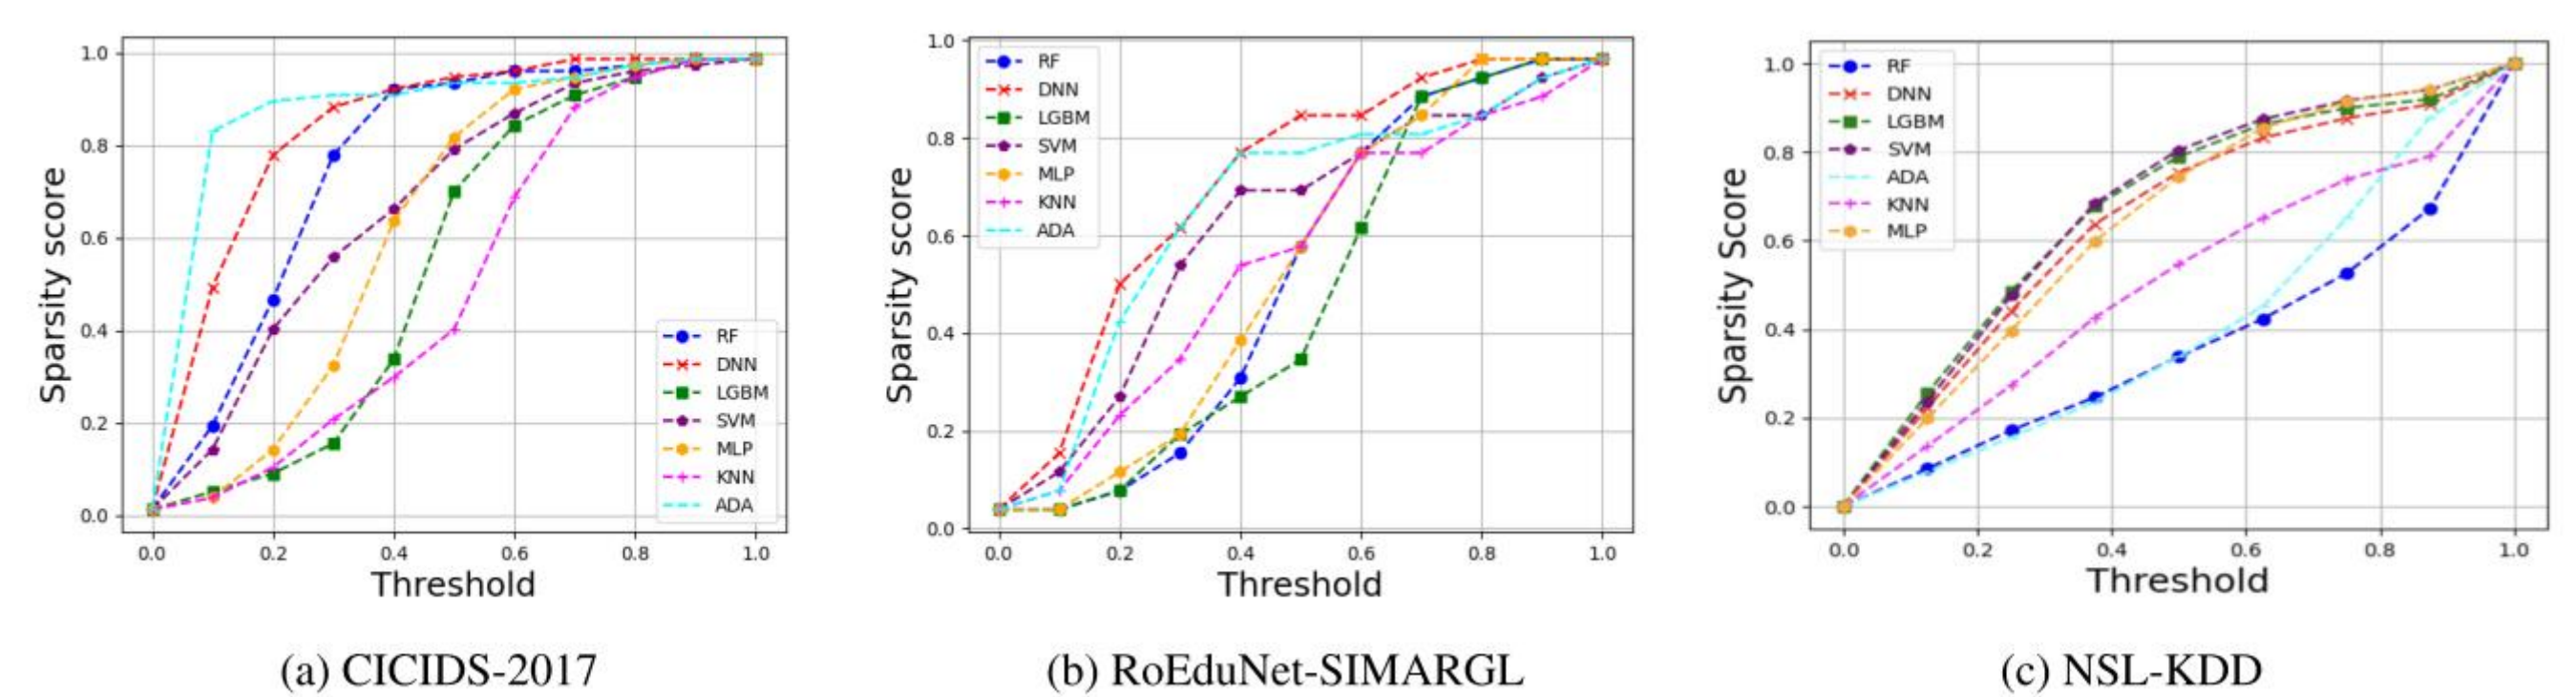 Sparsity score
1.0
0.8
0.6
0.4
0.2
0.0
RF
DNN
LGBM
SVM
MLP
KNN
ADA
0.0 0.2 0.4 0.6 0.8 1.0
Threshold
(a) CICIDS-2017
Sparsity score
1.0
0.8
0.6
0.4
0.2
0.0
RF
DNN
LGBM
SVM
MLP
KNN
ADA
0.0 0.2 0.4 0.6 0.8 1.0
Threshold
(b) RoEduNet-SIMARGL
Sparsity Score
1.0
0.8
0.6
0.4
0.2
0.0
RF
DNN
LGBM
SVM
ADA
KNN
MLP
0.0 0.2 0.4 0.6 0.8 1.0
Threshold
(c) NSL-KDD